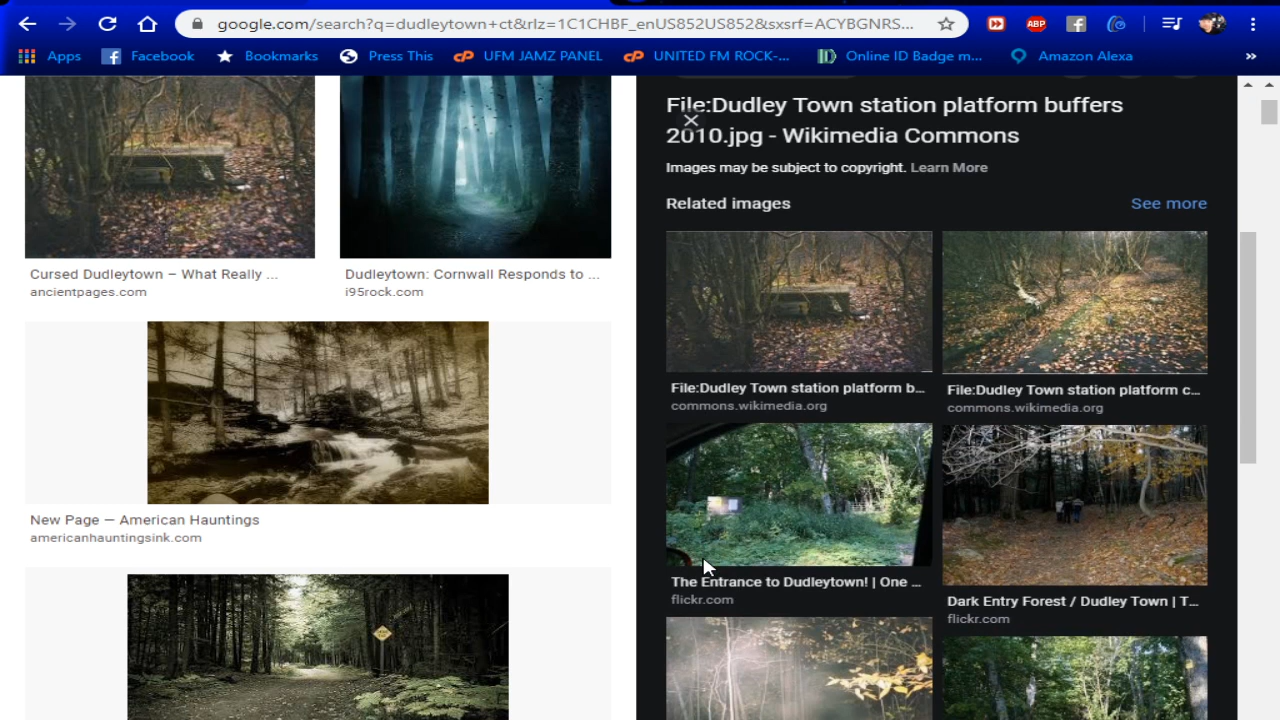 google.com/search?q=dudleytown+ct&rlz=1C1CHBF_enUS852US852&sxsrf=ACYBGNRS...
ABP
Apps Facebook Bookmarks Press This UFM JAMZ PANEL UNITED FM ROCK-... Online ID Badge m... Amazon Alexa »
File:Dudley Town station platform buffers
2010.jpg - Wikimedia Commons
Images may be subject to copyright. Learn More
Related images See more
Cursed Dudleytown – What Really ...
ancientpages.com
Dudleytown: Cornwall Responds to ...
i95rock.com
New Page — American Hauntings
americanhauntingsink.com
File:Dudley Town station platform b...
commons.wikimedia.org
File:Dudley Town station platform c...
commons.wikimedia.org
The Entrance to Dudleytown! | One ...
flickr.com
Dark Entry Forest / Dudley Town | T...
flickr.com